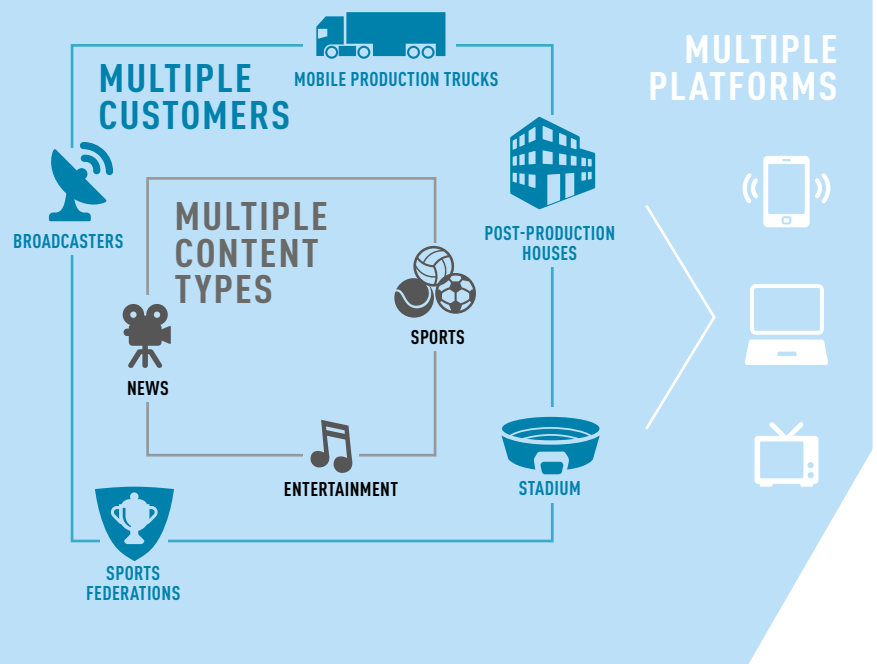 MULTIPLE
CUSTOMERS
MOBILE PRODUCTION TRUCKS
MULTIPLE
PLATFORMS
BROADCASTERS
MULTIPLE
CONTENT
TYPES
POST-PRODUCTION
HOUSES
SPORTS
NEWS
ENTERTAINMENT
STADIUM
SPORTS
FEDERATIONS